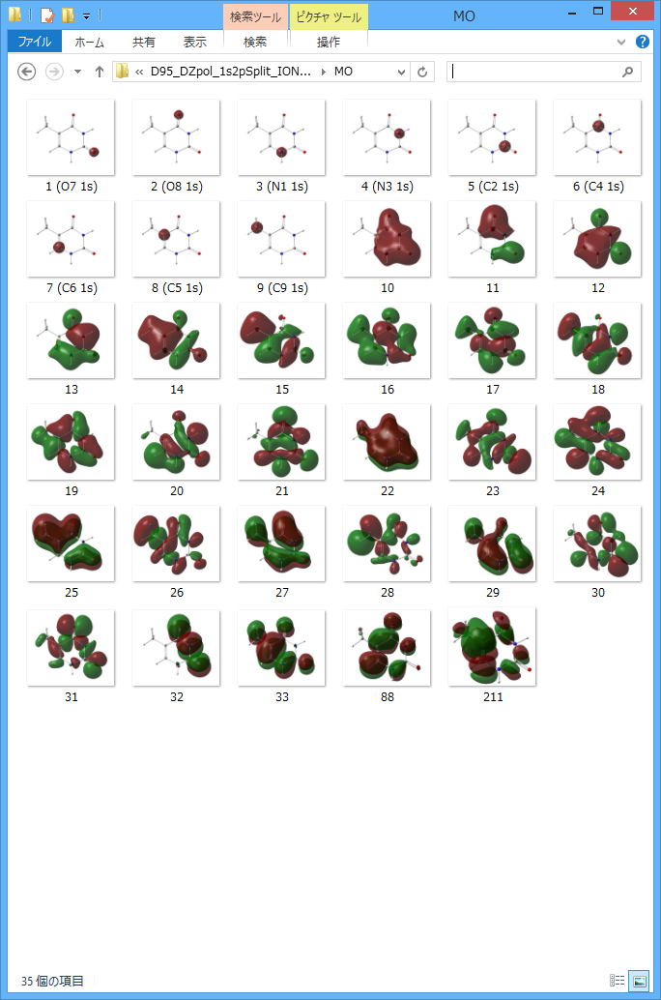 検索ツール ピクチャ ツール MO
ファイル ホーム 共有 表示 検索 操作
« D95_DZpol_1s2pSplit_ION... MO
1 (O7 1s) 2 (O8 1s) 3 (N1 1s) 4 (N3 1s) 5 (C2 1s) 6 (C4 1s)
7 (C6 1s) 8 (C5 1s) 9 (C9 1s) 10 11 12
13 14 15 16 17 18
19 20 21 22 23 24
25 26 27 28 29 30
31 32 33 88 211
35 個の項目